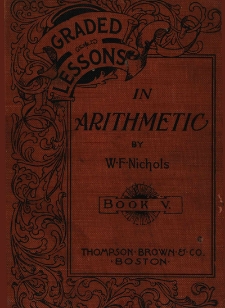 GRADED
LESSONS
IN
ARITHMETIC
BY
W·F·Nichols
BOOK V.
THOMPSON·BROWN·&·CO.
BOSTON·